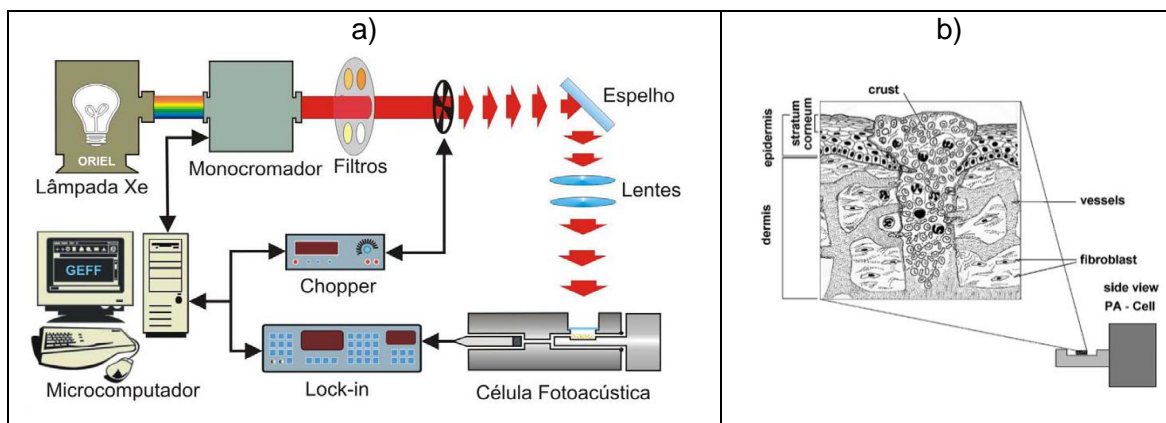 a)
Espelho
ORIEL
Lâmpada Xe
Monocromador
Filtros
Lentes
GEFF
Chopper
Microcomputador
Lock-in
Célula Fotoacústica
b)
crust
epidermis
stratum
corneum
dermis
vessels
fibroblast
side view
PA - Cell